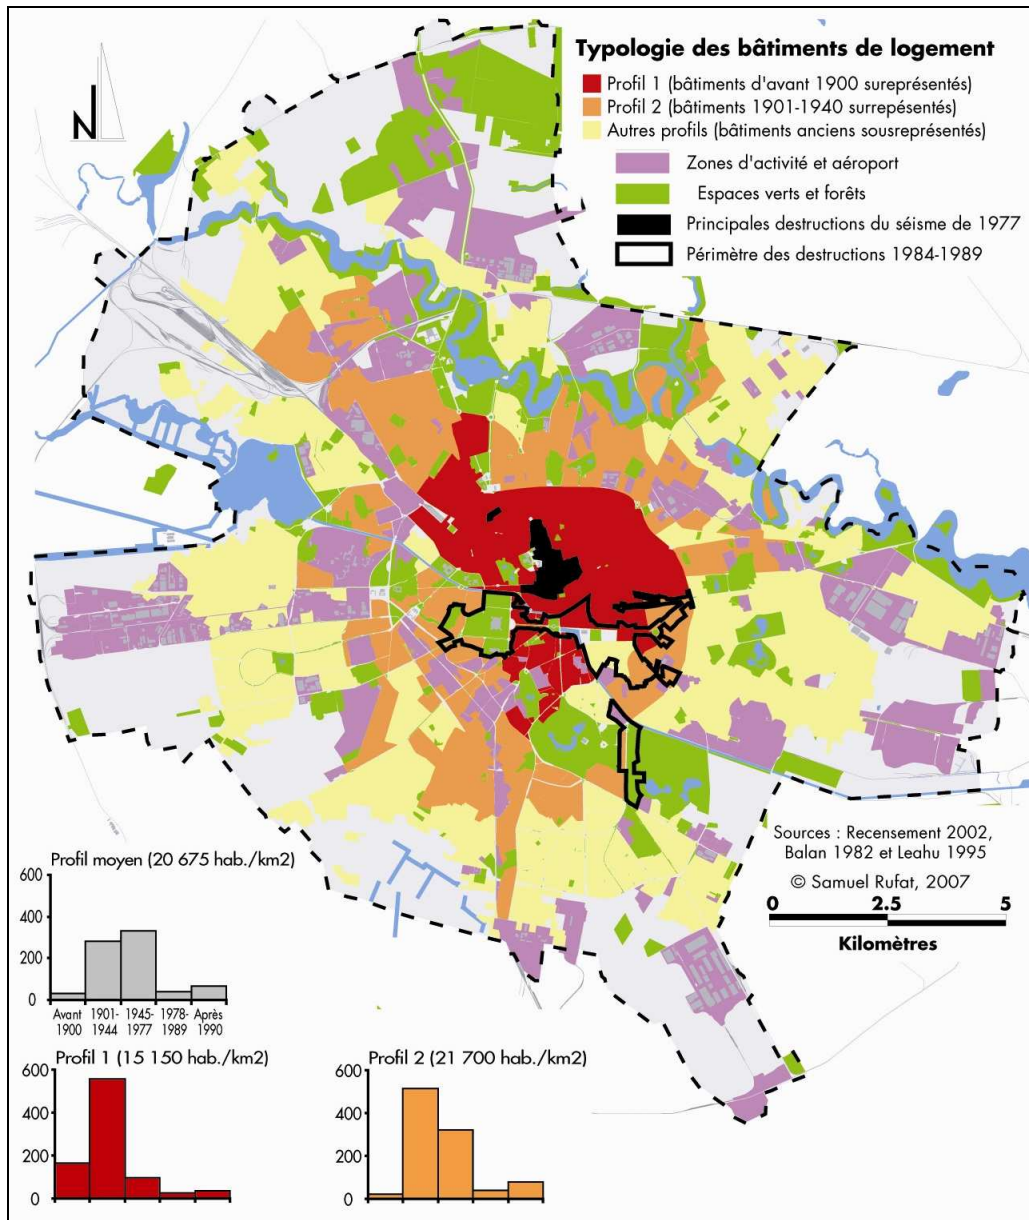 Typologie des bâtiments de logement
Profil 1 (bâtiments d'avant 1900 sureprésentés)
Profil 2 (bâtiments 1901-1940 surrepésentés)
Autres profils (bâtiments anciens sousreprésentés)
Zones d'activité et aéroport
Espaces verts et forêts
Principales destructions du séisme de 1977
Périmètre des destructions 1984-1989
N
Sources : Recensement 2002,
Balan 1982 et Leahu 1995
© Samuel Rufat, 2007
0 2.5 5
Kilomètres
Profil moyen (20 675 hab./km2)
600
400
200
0
Avant 1900
1901-1944
1945-1977
1978-1989
Après 1990
Profil 1 (15 150 hab./km2)
600
400
200
0
Profil 2 (21 700 hab./km2)
600
400
200
0